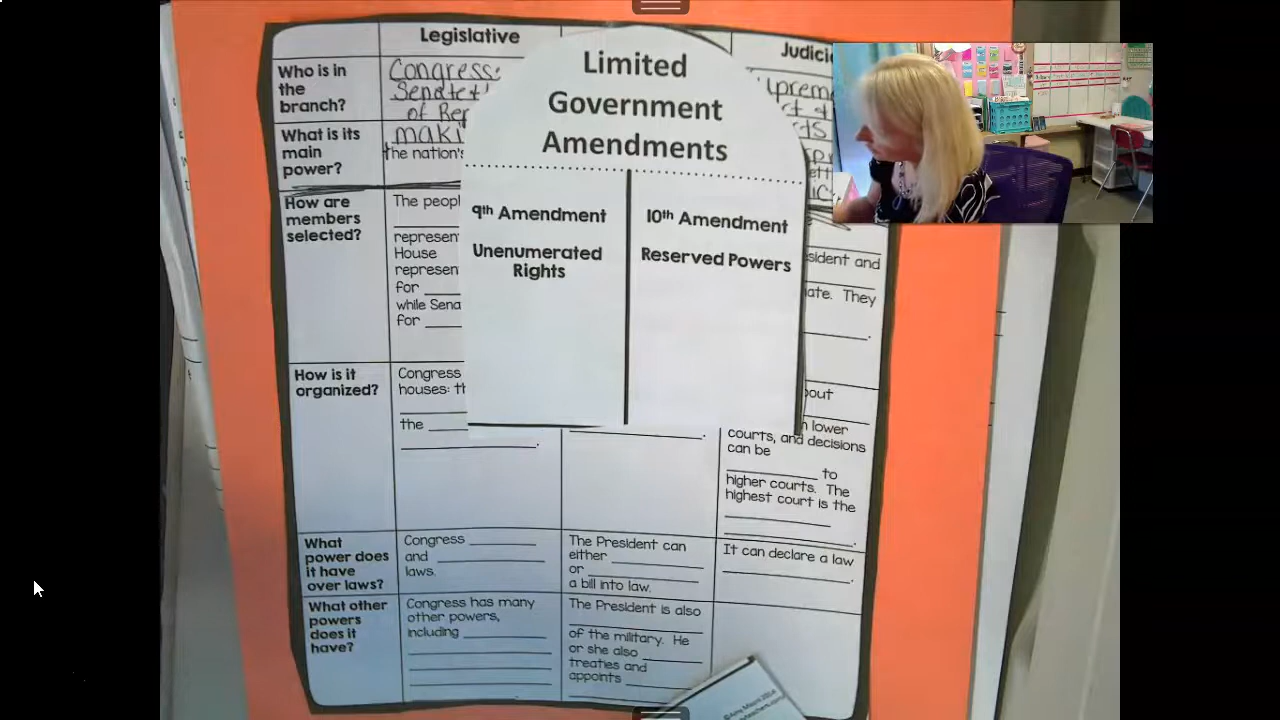 Legislative
Judici
Who is in
the
branch?
Congress:
Senate +
of Rep
uprem
What is its
main
power?
maki
the nation's
Limited
Government
Amendments
9th Amendment
Unenumerated
Rights
10th Amendment
Reserved Powers
How are
members
selected?
The peopl
represen
House
represen
for
while Sena
for
sident and
ate. They
How is it
organized?
Congress
houses: th
the
out
lower
courts, and decisions
can be
to
higher courts. The
highest court is the
What
power does
it have
over laws?
Congress
and
laws.
The President can
either
or
a bill into law.
It can declare a law
What other
powers
does it
have?
Congress has many
other powers,
including
The President is also
of the military. He
or she also
treaties and
appoints